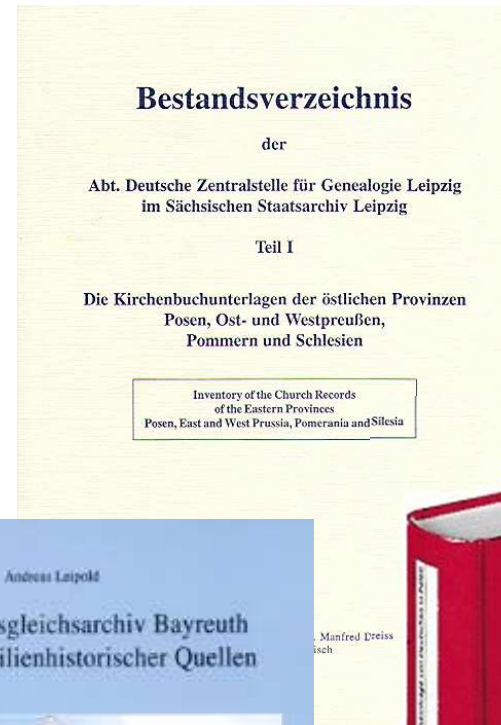 Bestandsverzeichnis
der
Abt. Deutsche Zentralstelle für Genealogie Leipzig
im Sächsischen Staatsarchiv Leipzig
Teil I
Die Kirchenbuchunterlagen der östlichen Provinzen
Posen, Ost- und Westpreußen,
Pommern und Schlesien
Inventory of the Church Records
of the Eastern Provinces
Posen, East and West Prussia, Pomerania and Silesia
Manfred Dreiss
isch
Andreas Leipold
sgleichsarchiv Bayreuth
ilienhistorischer Quellen